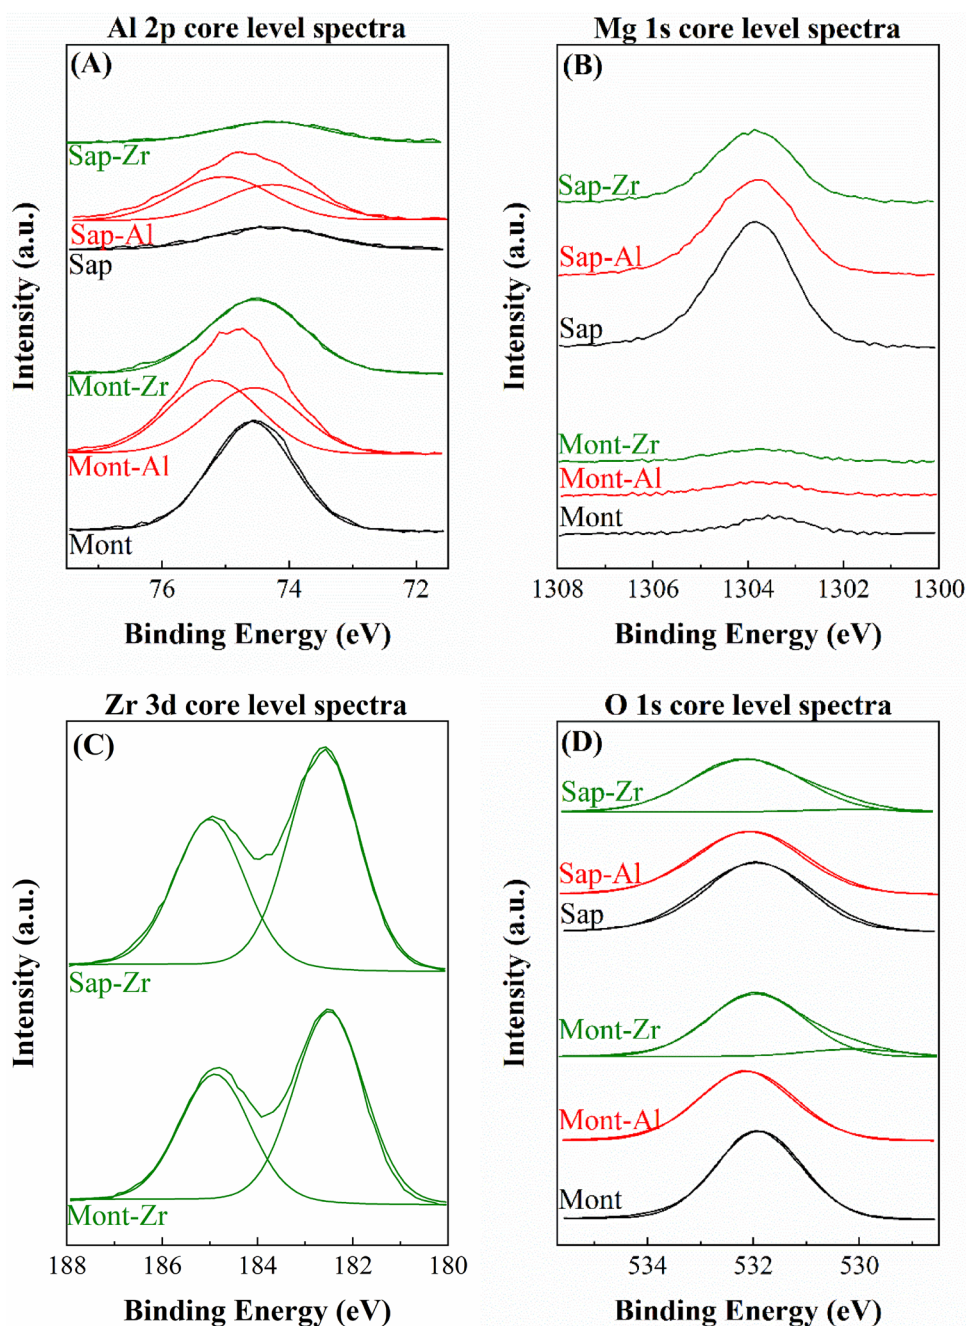 Al 2p core level spectra
(A)
Sap-Zr
Sap-Al
Sap
Mont-Zr
Mont-Al
Mont
Intensity (a.u.)
76 74 72
Binding Energy (eV)
Mg 1s core level spectra
(B)
Sap-Zr
Sap-Al
Sap
Mont-Zr
Mont-Al
Mont
Intensity (a.u.)
1308 1306 1304 1302 1300
Binding Energy (eV)
Zr 3d core level spectra
(C)
Sap-Zr
Mont-Zr
Intensity (a.u.)
188 186 184 182 180
Binding Energy (eV)
O 1s core level spectra
(D)
Sap-Zr
Sap-Al
Sap
Mont-Zr
Mont-Al
Mont
Intensity (a.u.)
534 532 530
Binding Energy (eV)